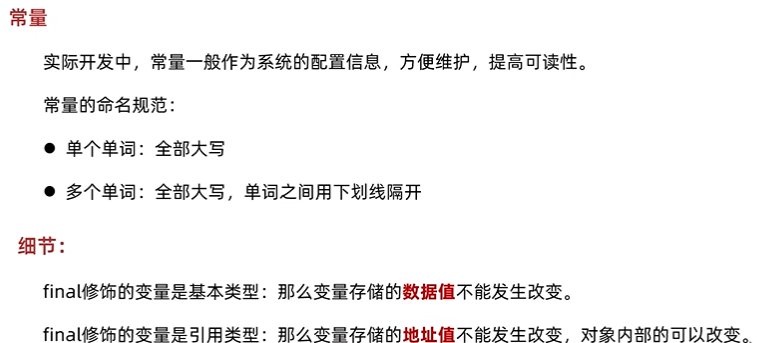 常量
实际开发中，常量一般作为系统的配置信息，方便维护，提高可读性。
常量的命名规范：
● 单个单词：全部大写
● 多个单词：全部大写，单词之间用下划线隔开
细节：
final修饰的变量是基本类型：那么变量存储的数据值不能发生改变。
final修饰的变量是引用类型：那么变量存储的地址值不能发生改变，对象内部的可以改变。